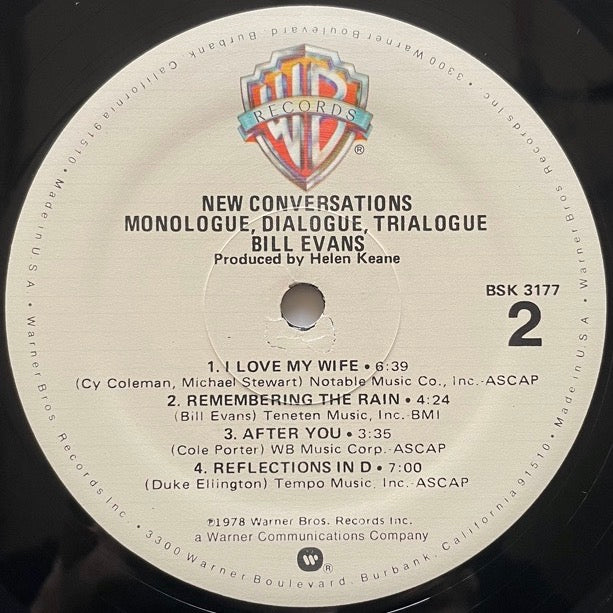 WB
RECORDS
®
NEW CONVERSATIONS
MONOLOGUE, DIALOGUE, TRIALOGUE
BILL EVANS
Produced by Helen Keane
BSK 3177
2
1. I LOVE MY WIFE • 6:39
(Cy Coleman, Michael Stewart) Notable Music Co., Inc.-ASCAP
2. REMEMBERING THE RAIN • 4:24
(Bill Evans) Teneten Music, Inc.-BMI
3. AFTER YOU • 3:35
(Cole Porter) WB Music Corp.-ASCAP
4. REFLECTIONS IN D • 7:00
(Duke Ellington) Tempo Music, Inc.-ASCAP
℗1978 Warner Bros. Records Inc.
a Warner Communications Company
®
Warner Bros. Records Inc. • 3300 Warner Boulevard, Burbank, California 91510 • Made in U.S.A. • Warner Bros. Records Inc. • 3300 Warner Boulevard, Burbank, California 91510 • Made in U.S.A. •